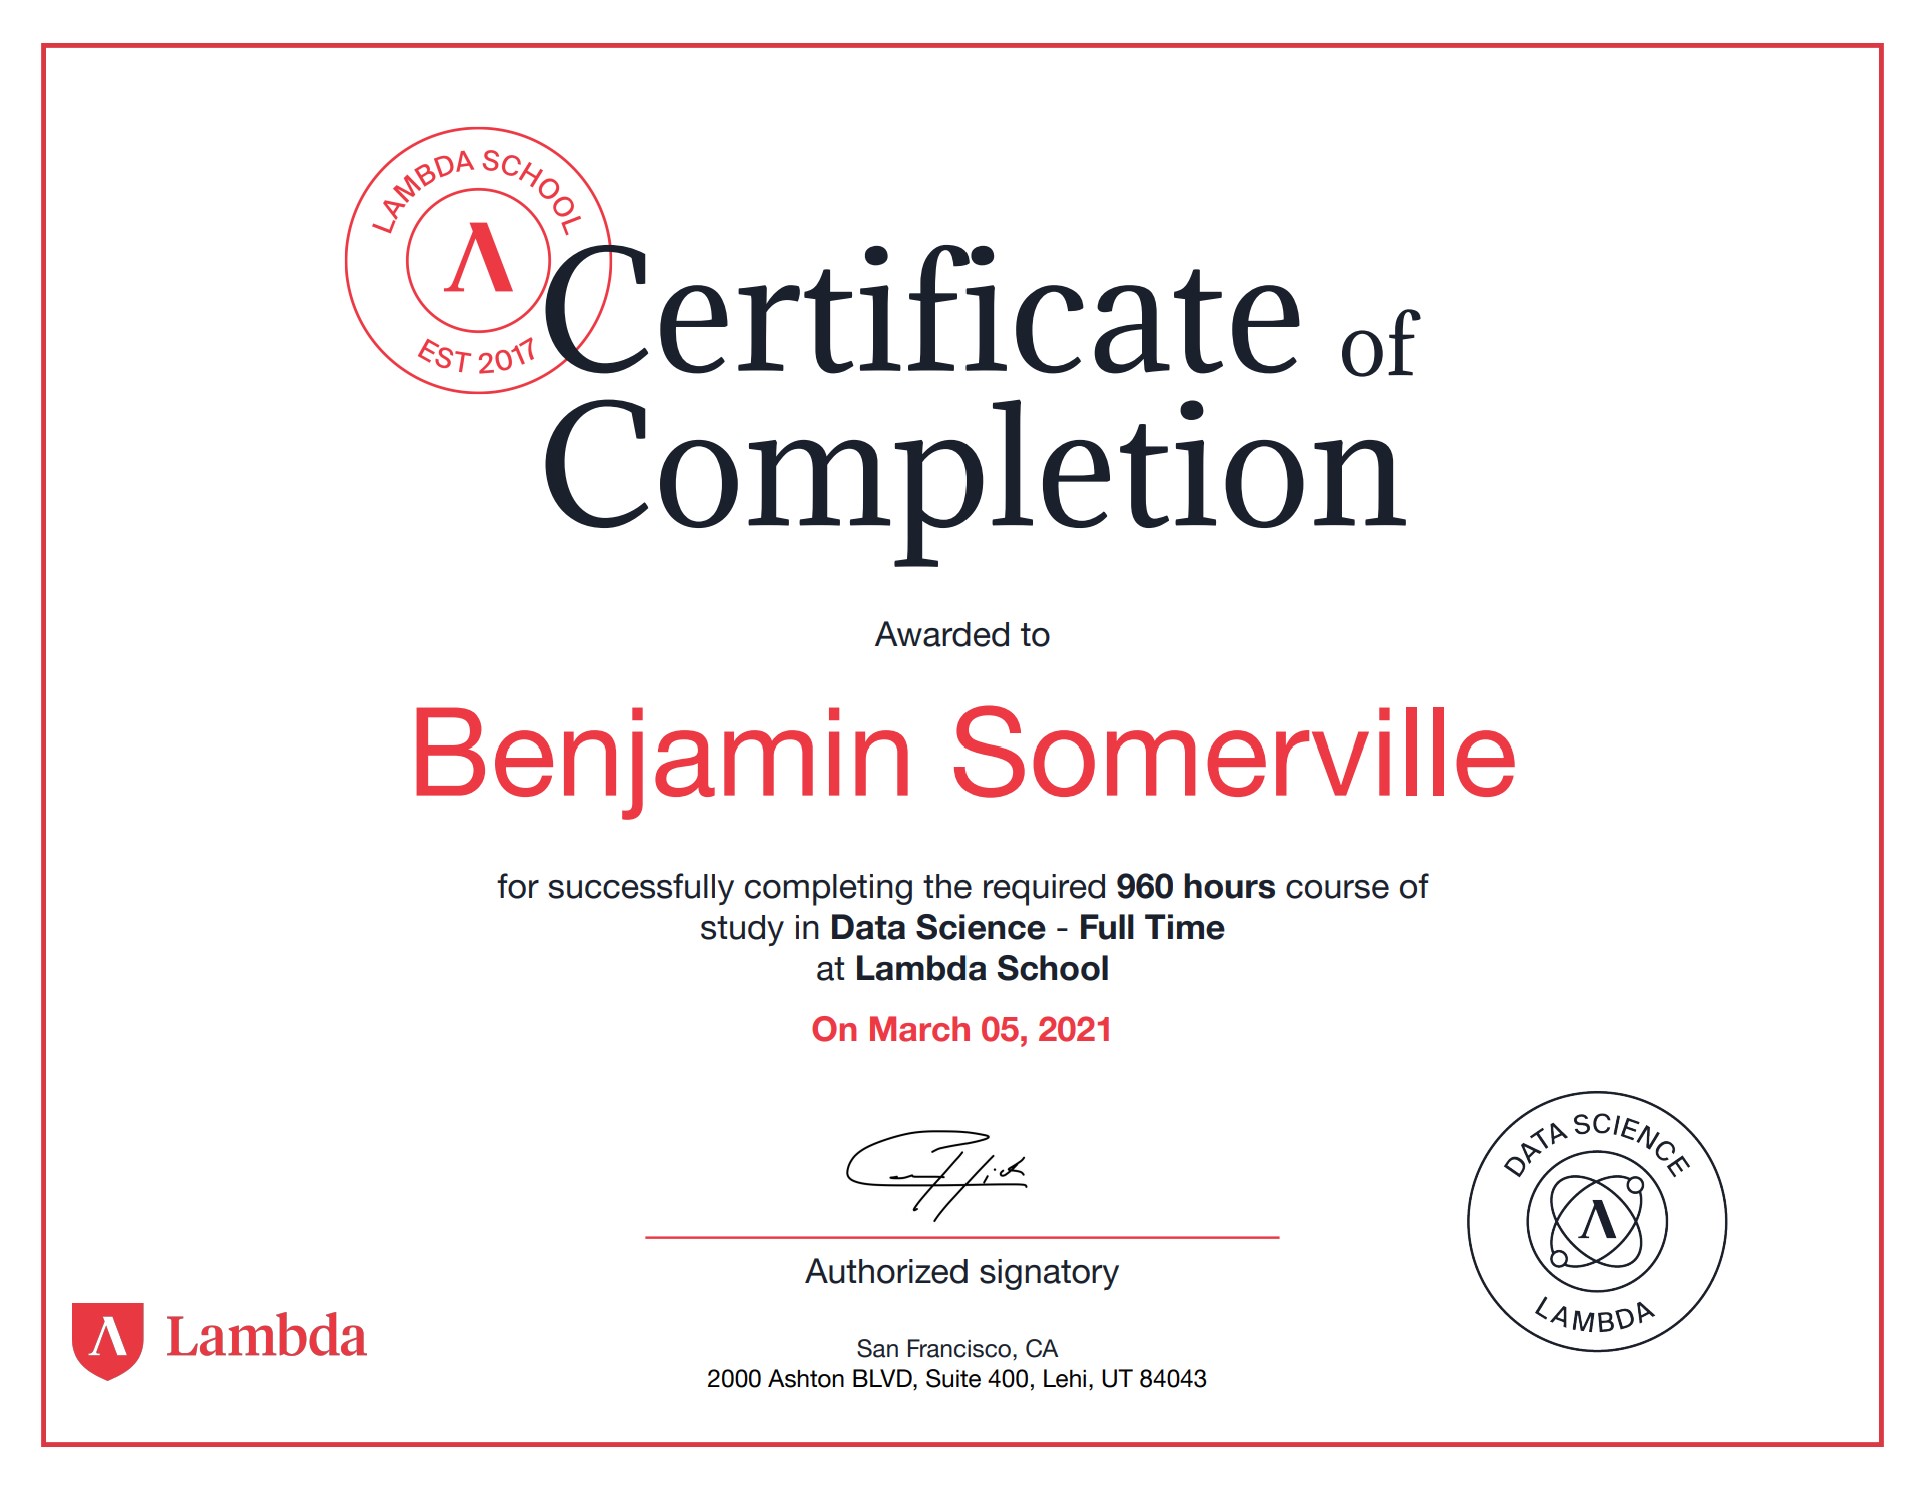 LAMBDA SCHOOL
Λ
EST 2017
Certificate of
Completion
Awarded to
Benjamin Somerville
for successfully completing the required 960 hours course of
study in Data Science - Full Time
at Lambda School
On March 05, 2021
Authorized signatory
San Francisco, CA
2000 Ashton BLVD, Suite 400, Lehi, UT 84043
Λ Lambda
DATA SCIENCE
Λ
LAMBDA